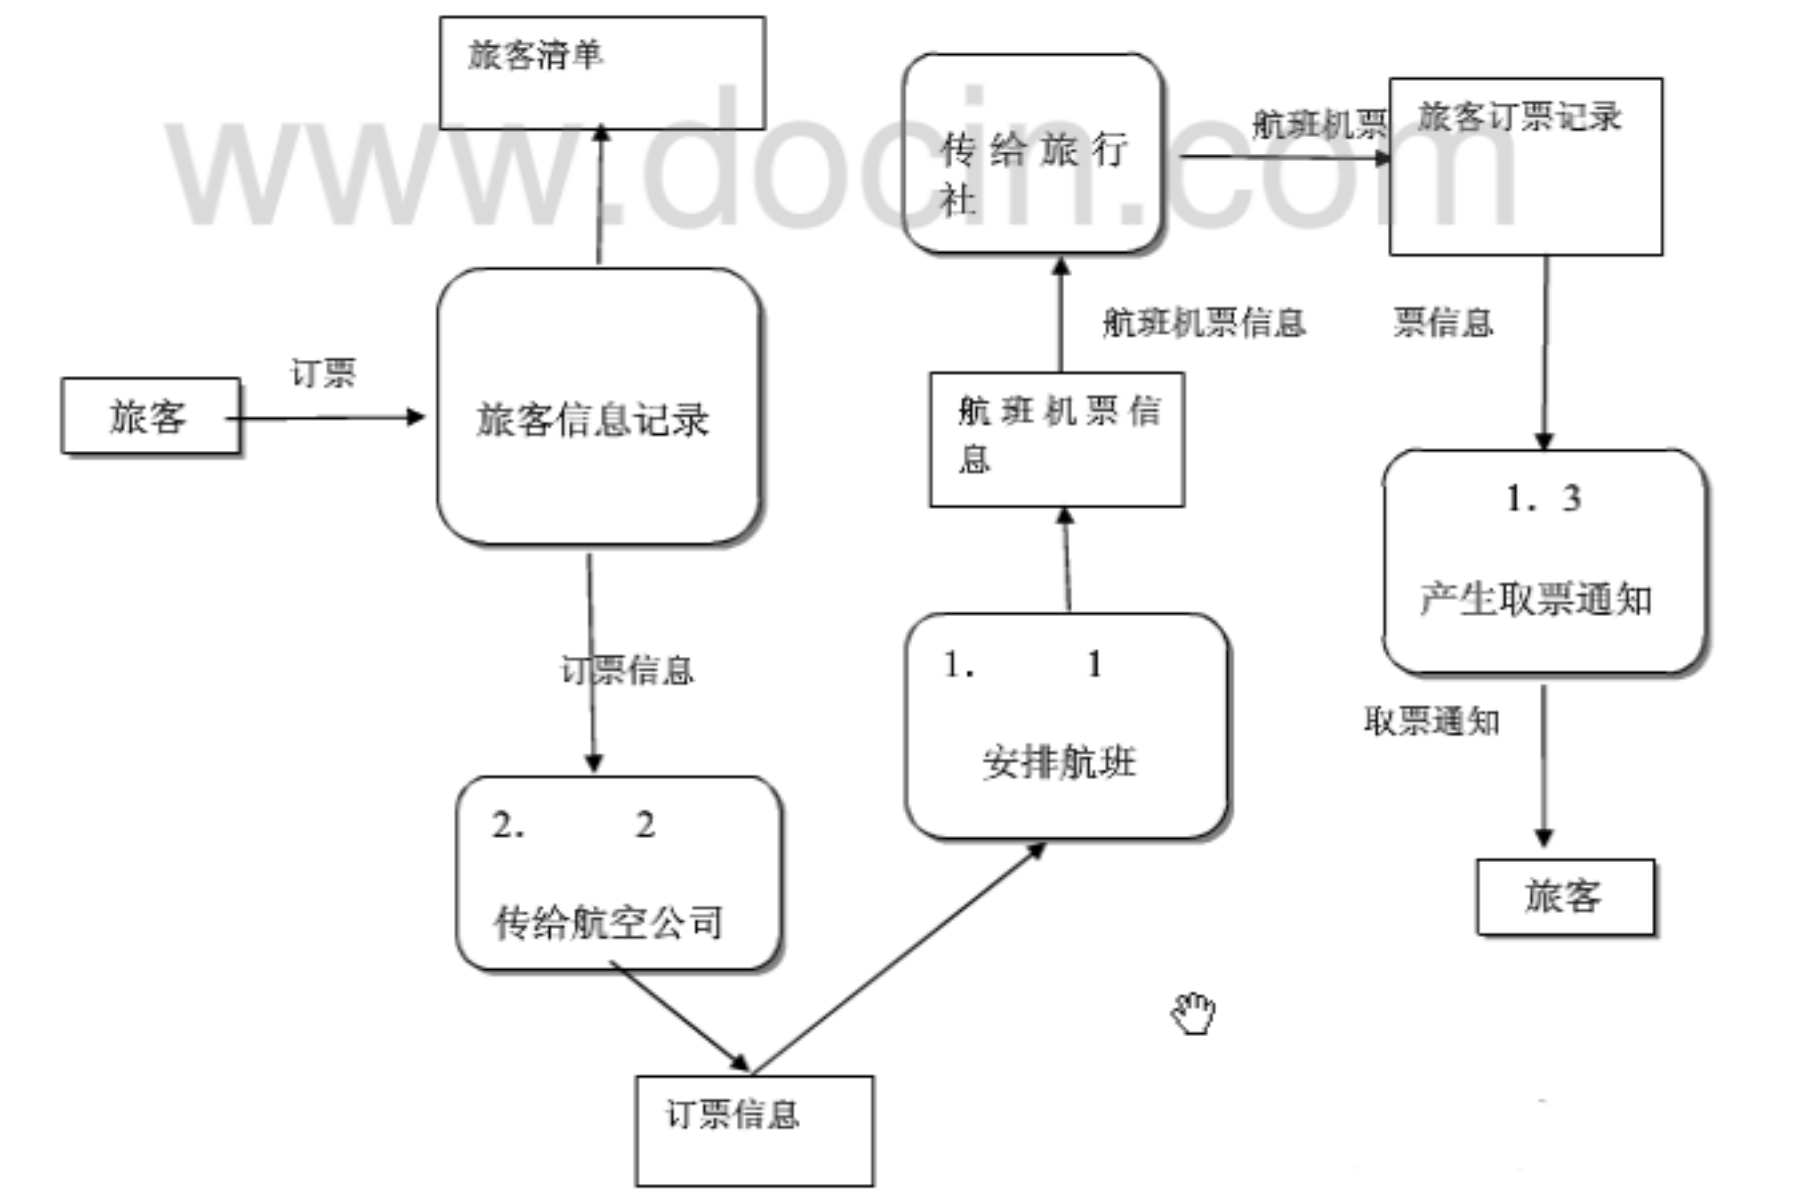 旅客清单
www.docin.com
传给旅行
社
航班机票
旅客订票记录
订票
旅客
旅客信息记录
航班机票信息
票信息
航班机票信
息
1. 3
产生取票通知
订票信息
1. 1
安排航班
取票通知
2. 2
传给航空公司
旅客
订票信息